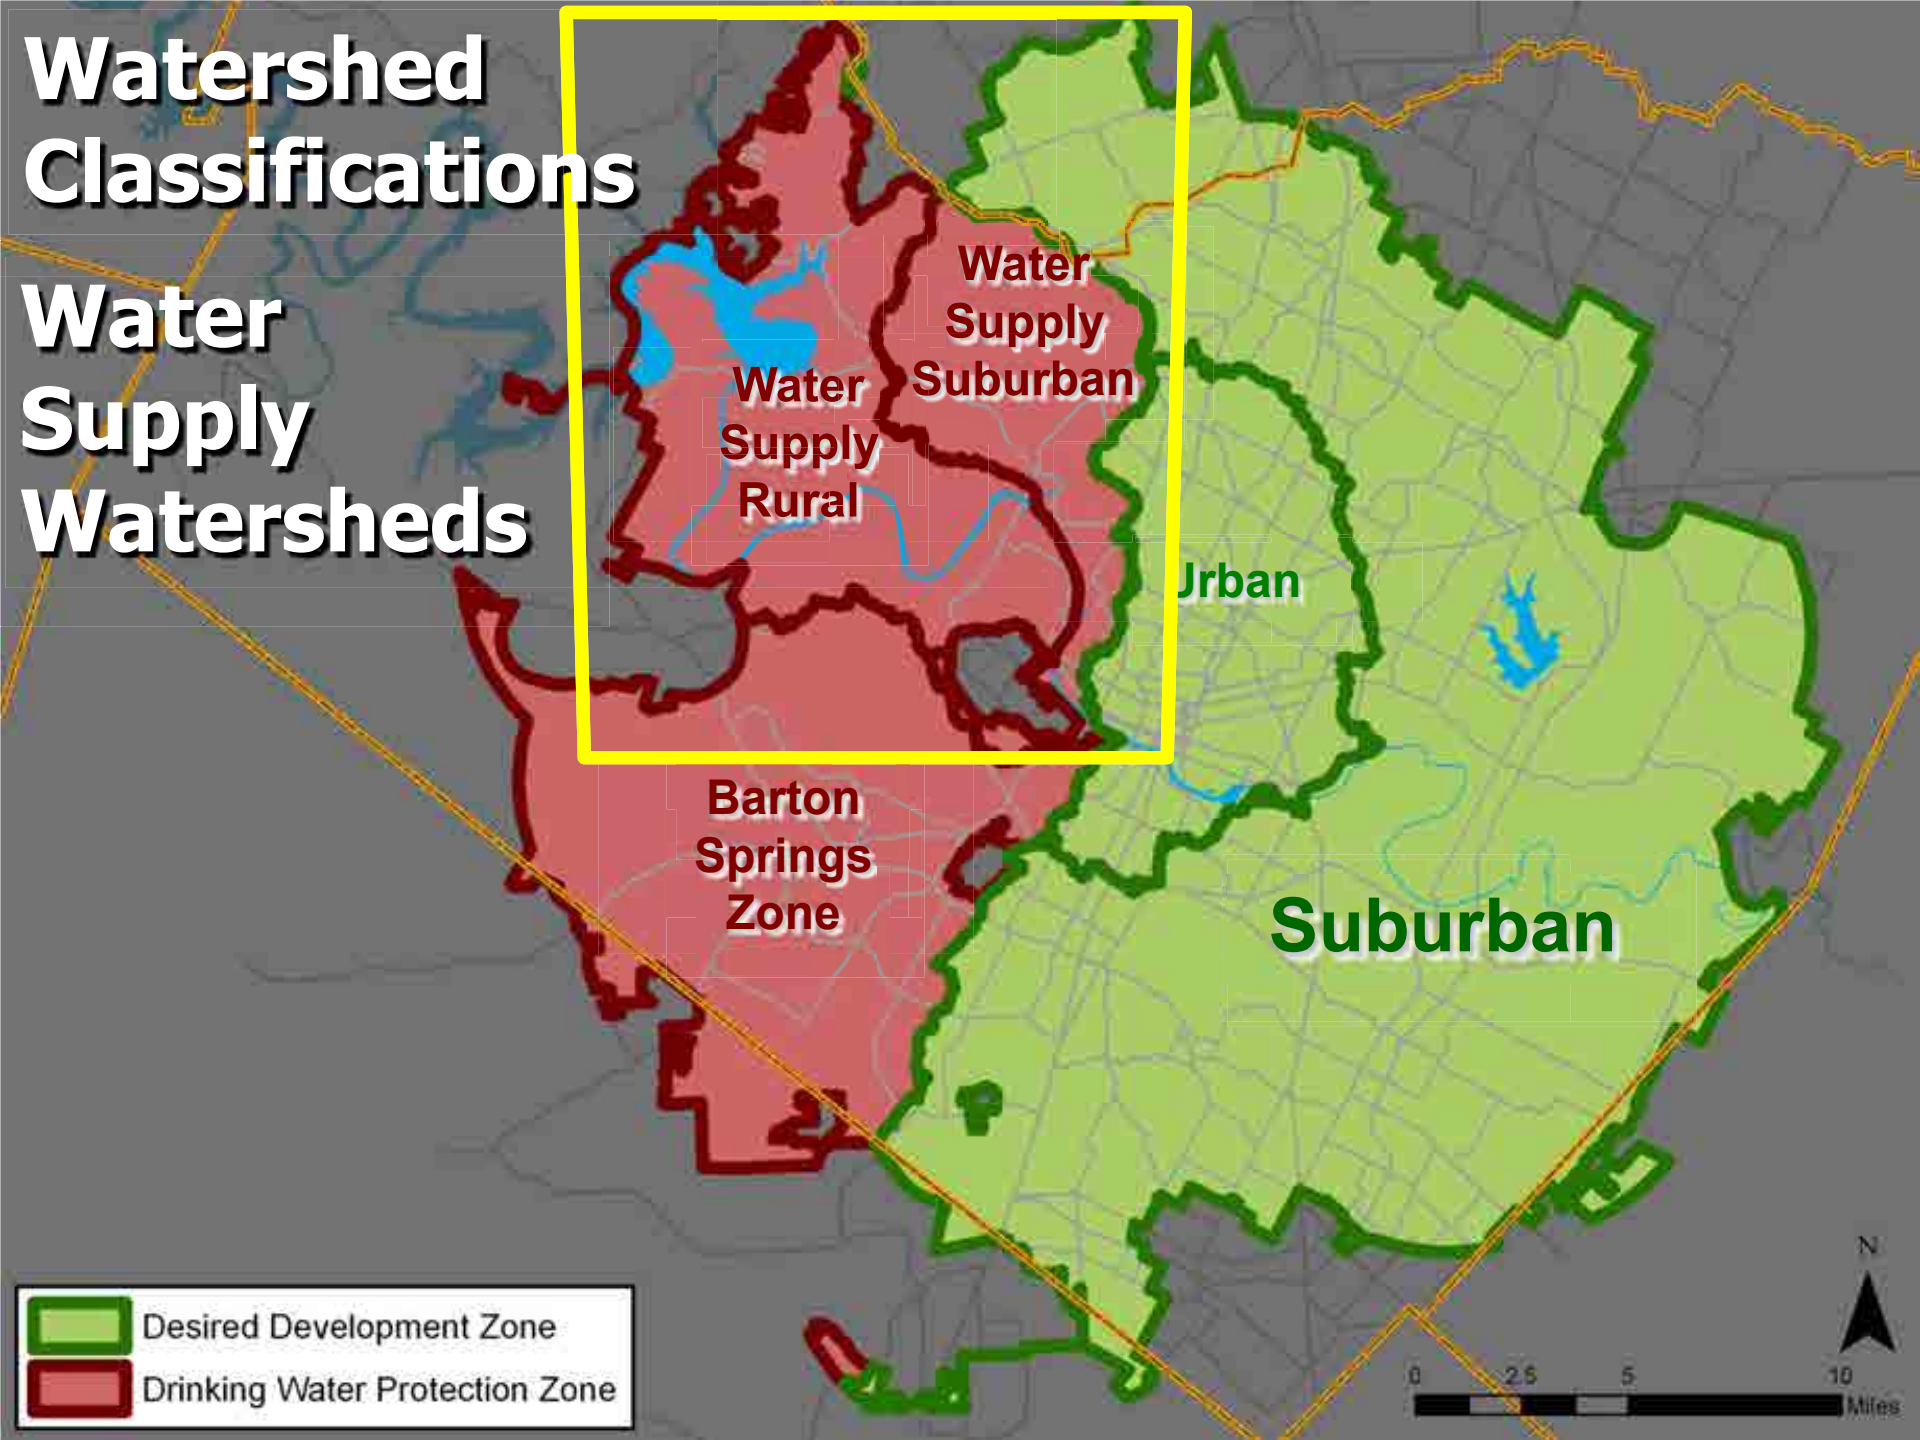 Watershed
Classifications
Water
Supply
Watersheds
Water
Supply
Suburban
Water
Supply
Rural
Urban
Barton
Springs
Zone
Suburban
Desired Development Zone
Drinking Water Protection Zone
N
0 2.5 5 10
Miles